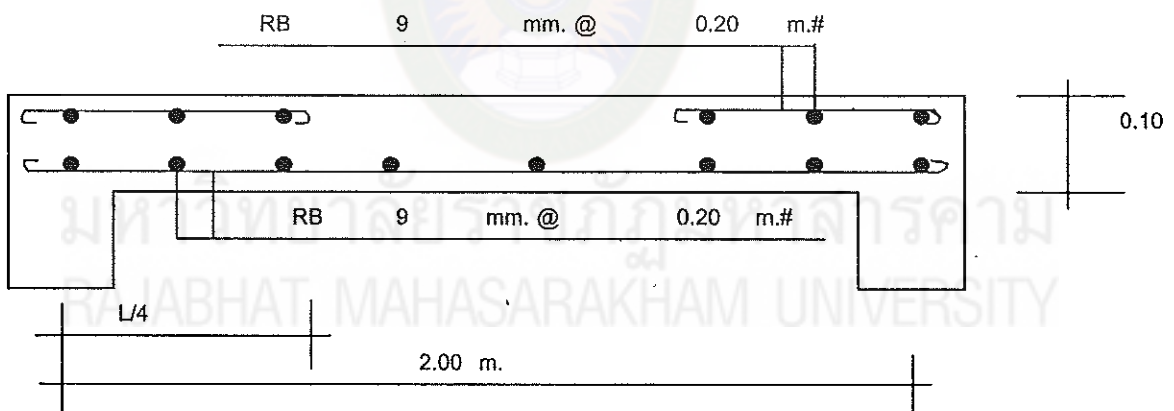 RB 9 mm. @ 0.20 m.#
0.10
มหาวิทยาลัยราชภัฏมหาสารคาม
RB 9 mm. @ 0.20 m.#
RAJABHAT MAHASARAKHAM UNIVERSITY
L/4
2.00 m.